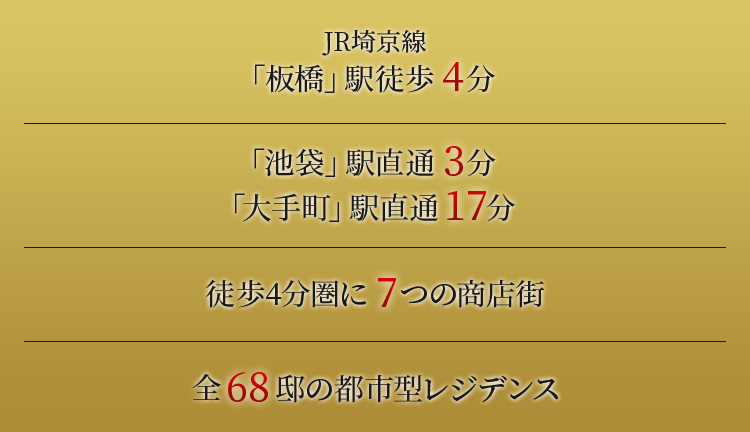 JR埼京線
「板橋」駅徒歩 4分
「池袋」駅直通 3分
「大手町」駅直通 17分
徒歩4分圏に 7つの商店街
全68邸の都市型レジデンス